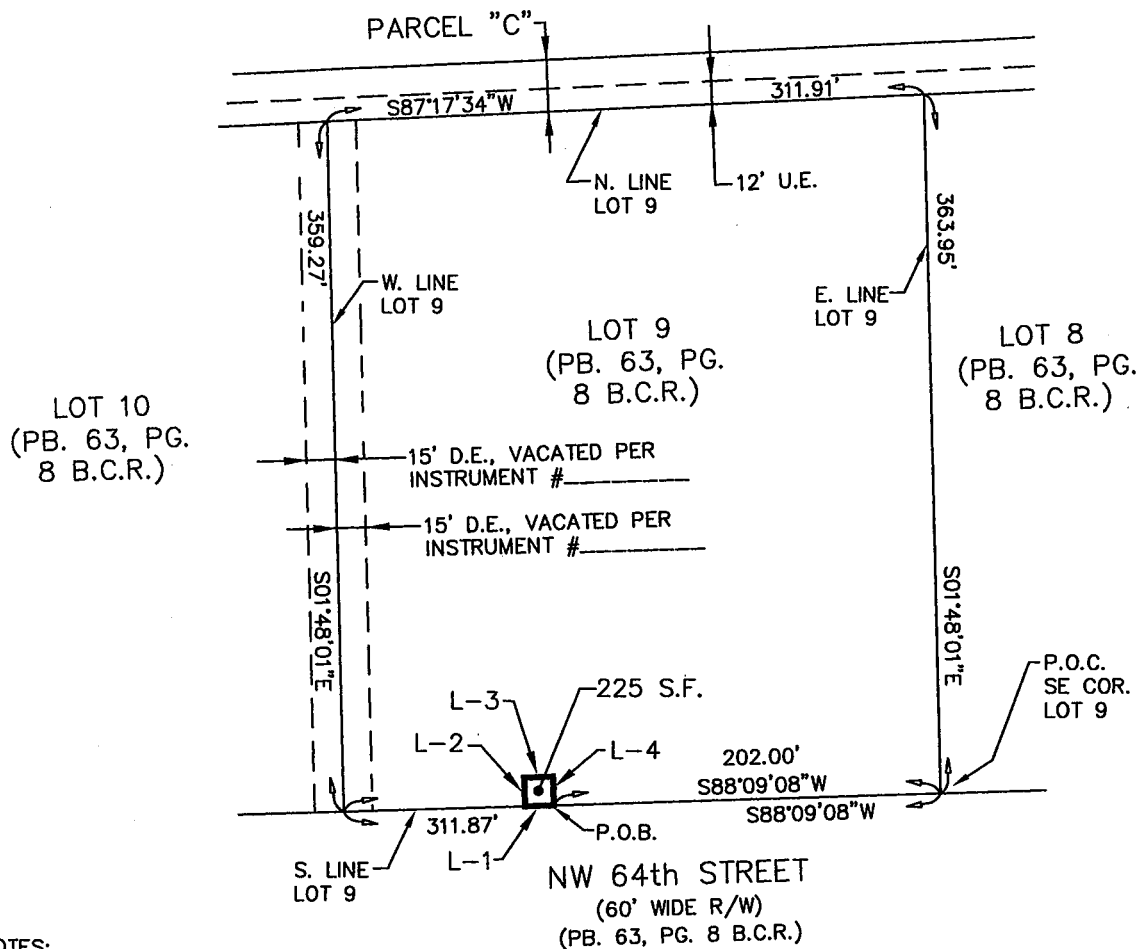 PARCEL "C"
S87°17'34"W
311.91'
N. LINE
LOT 9
12' U.E.
359.27'
363.95'
W. LINE
LOT 9
E. LINE
LOT 9
LOT 9
(PB. 63, PG.
8 B.C.R.)
LOT 8
(PB. 63, PG.
8 B.C.R.)
LOT 10
(PB. 63, PG.
8 B.C.R.)
15' D.E., VACATED PER
INSTRUMENT #__________
15' D.E., VACATED PER
INSTRUMENT #__________
S01°48'01"E
S01°48'01"E
P.O.C.
SE COR.
LOT 9
225 S.F.
L-3
L-2
L-4
202.00'
S88°09'08"W
S88°09'08"W
311.87'
P.O.B.
L-1
S. LINE
LOT 9
NW 64th STREET
(60' WIDE R/W)
(PB. 63, PG. 8 B.C.R.)